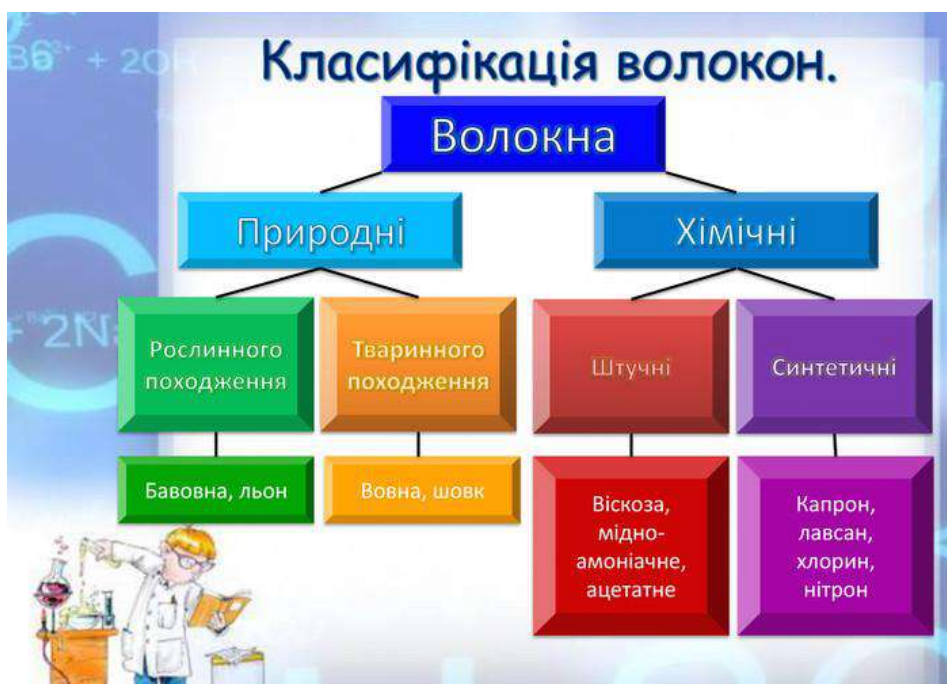 Класифікація волокон.
Волокна
Природні
Хімічні
Рослинного
походження
Тваринного
походження
Штучні
Синтетичні
Бавовна, льон
Вовна, шовк
Віскоза,
мідно-
амоніачне,
ацетатне
Капрон,
лавсан,
хлорин,
нітрон